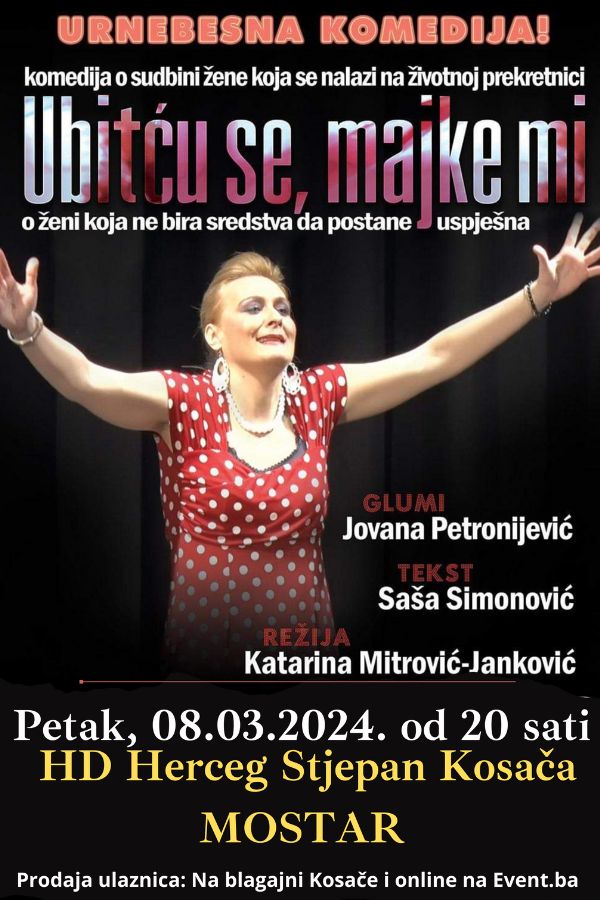 URNEBESNA KOMEDIJA!
komedija o sudbini žene koja se nalazi na životnoj prekretnici
Ubitću se, majke mi
o ženi koja ne bira sredstva da postane uspješna
GLUMI
Jovana Petronijević
TEKST
Saša Simonović
REŽIJA
Katarina Mitrović-Janković
Petak, 08.03.2024. od 20 sati
HD Herceg Stjepan Kosača
MOSTAR
Prodaja ulaznica: Na blagajni Kosače i online na Event.ba